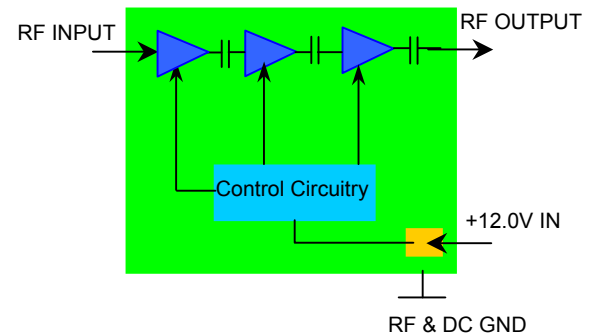 RF INPUT
RF OUTPUT
Control Circuitry
+12.0V IN
RF & DC GND